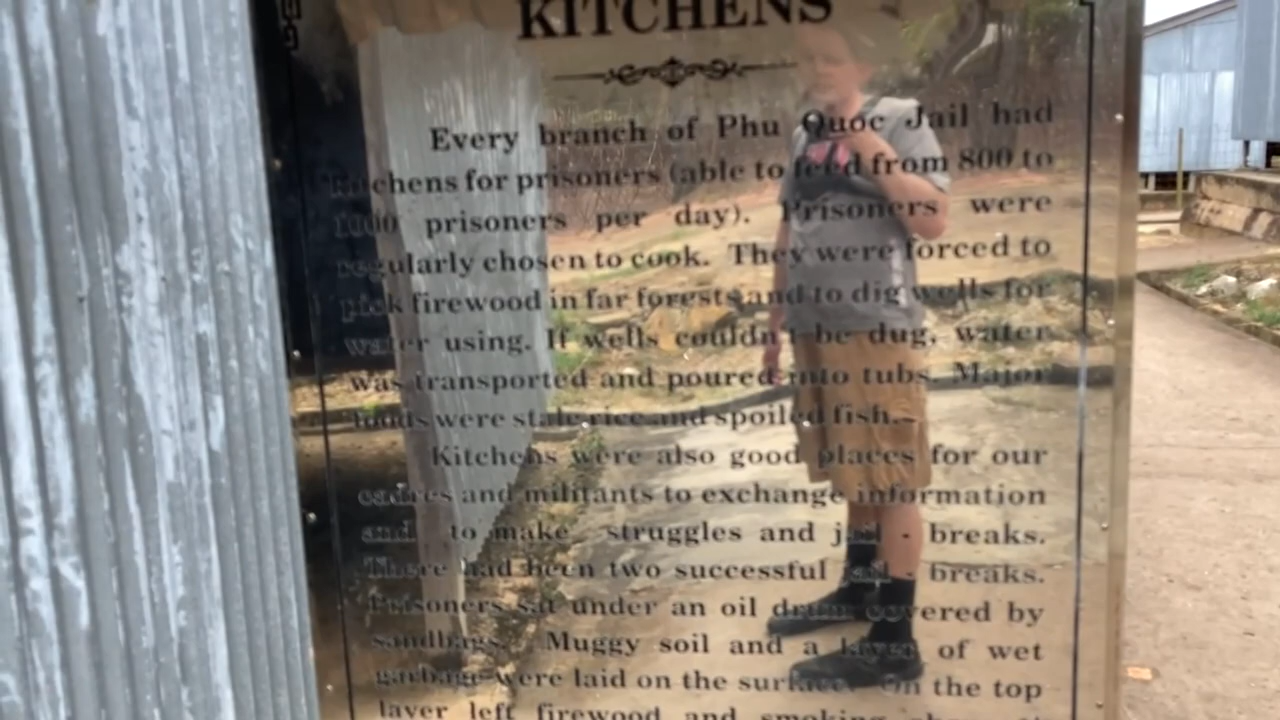 KITCHENS
Every branch of Phu Quoc Jail had
kitchens for prisoners (able to feed from 800 to
1000 prisoners per day). Prisoners were
regularly chosen to cook. They were forced to
pick firewood in far forests and to dig wells for
water using. If wells couldn't be dug, water
was transported and poured into tubs. Major
foods were stale rice and spoiled fish.
Kitchens were also good places for our
cadres and militants to exchange information
and to make struggles and jail - breaks.
There had been two successful jail - breaks.
Prisoners sat under an oil drum covered by
sandbags. Muggy soil and a layer of wet
garbage were laid on the surface. On the top
layer left firewood and smoking